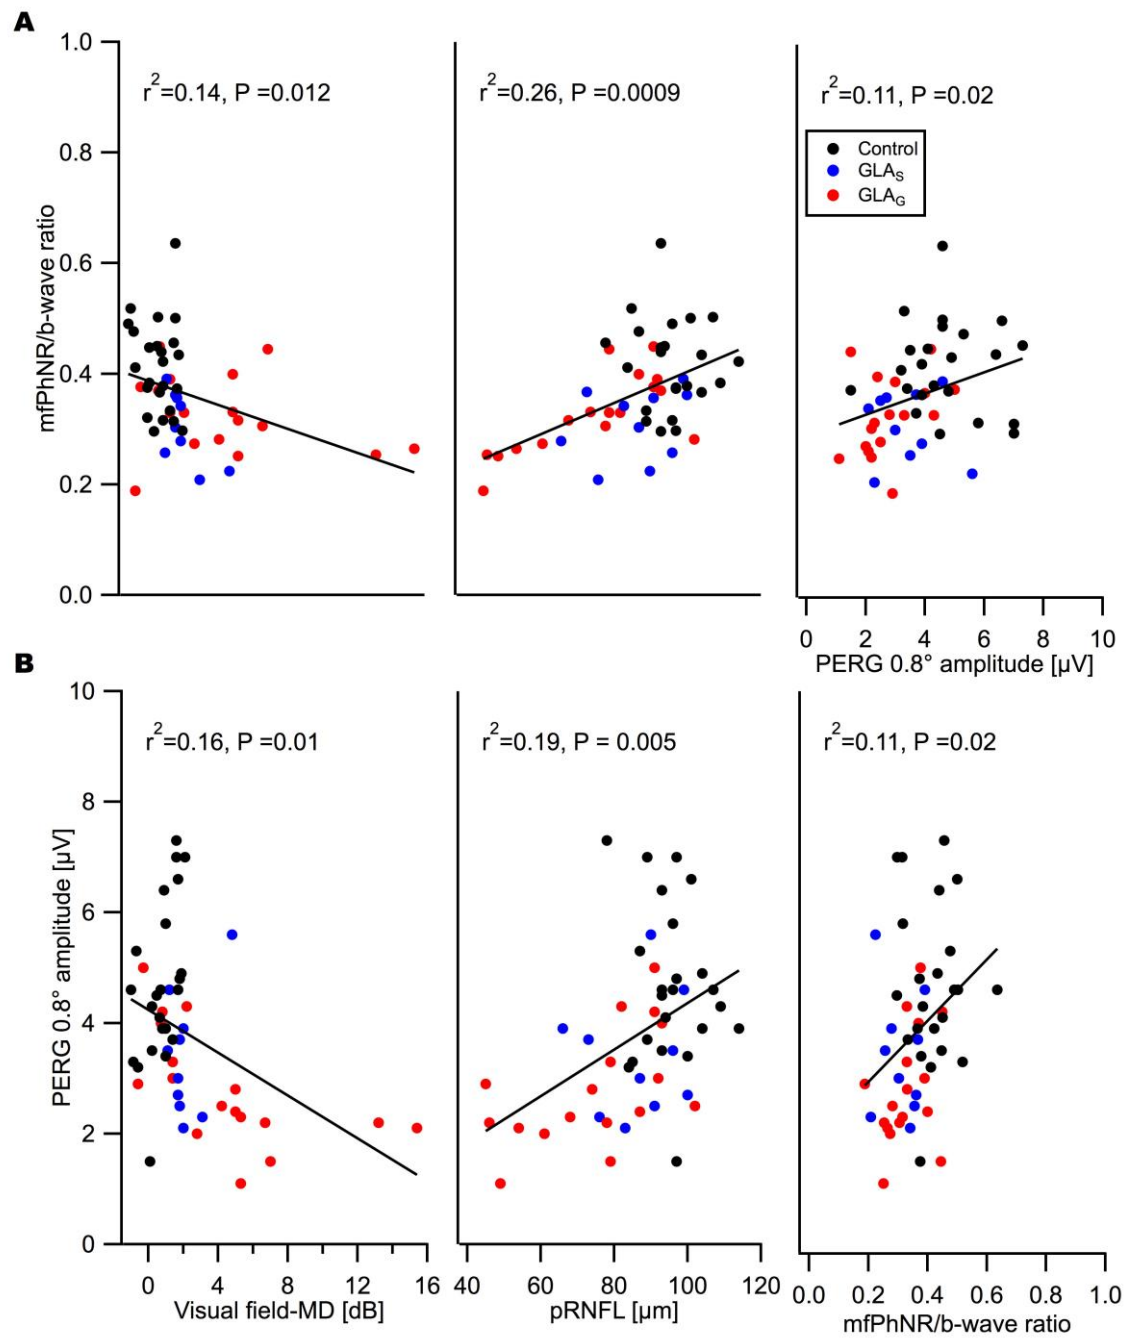 A
1.0
0.8
0.6
0.4
0.2
0.0
mfPhNR/b-wave ratio
r2=0.14, P =0.012
r2=0.26, P =0.0009
r2=0.11, P =0.02
Control
GLAS
GLAG
0 2 4 6 8 10
PERG 0.8° amplitude [µV]
B
10
8
6
4
2
0
PERG 0.8° amplitude [µV]
r2=0.16, P =0.01
r2=0.19, P = 0.005
r2=0.11, P =0.02
0 4 8 12 16
Visual field-MD [dB]
40 60 80 100 120
pRNFL [µm]
0.0 0.2 0.4 0.6 0.8 1.0
mfPhNR/b-wave ratio